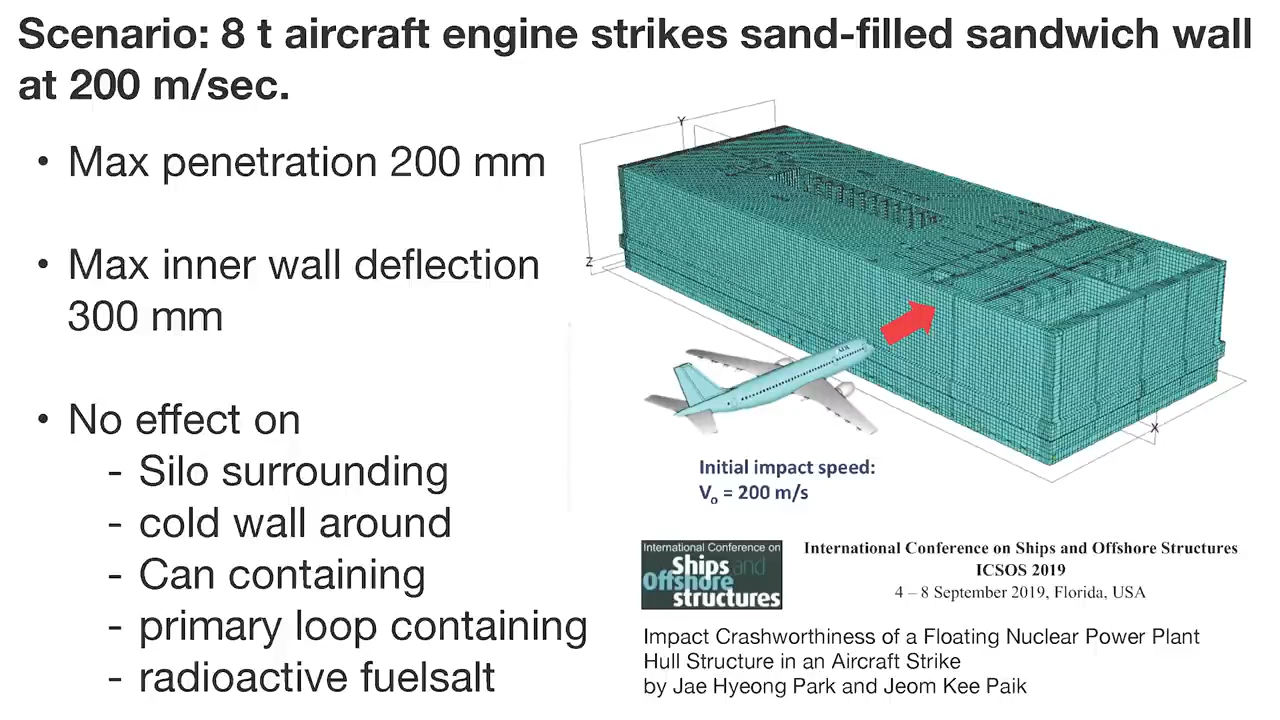 Scenario: 8 t aircraft engine strikes sand-filled sandwich wall
at 200 m/sec.
• Max penetration 200 mm
• Max inner wall deflection
300 mm
• No effect on
- Silo surrounding
- cold wall around
- Can containing
- primary loop containing
- radioactive fuelsalt
Y
Z
X
Initial impact speed:
Vo = 200 m/s
International Conference on
Ships and
Offshore
structures
International Conference on Ships and Offshore Structures
ICSOS 2019
4 – 8 September 2019, Florida, USA
Impact Crashworthiness of a Floating Nuclear Power Plant
Hull Structure in an Aircraft Strike
by Jae Hyeong Park and Jeom Kee Paik